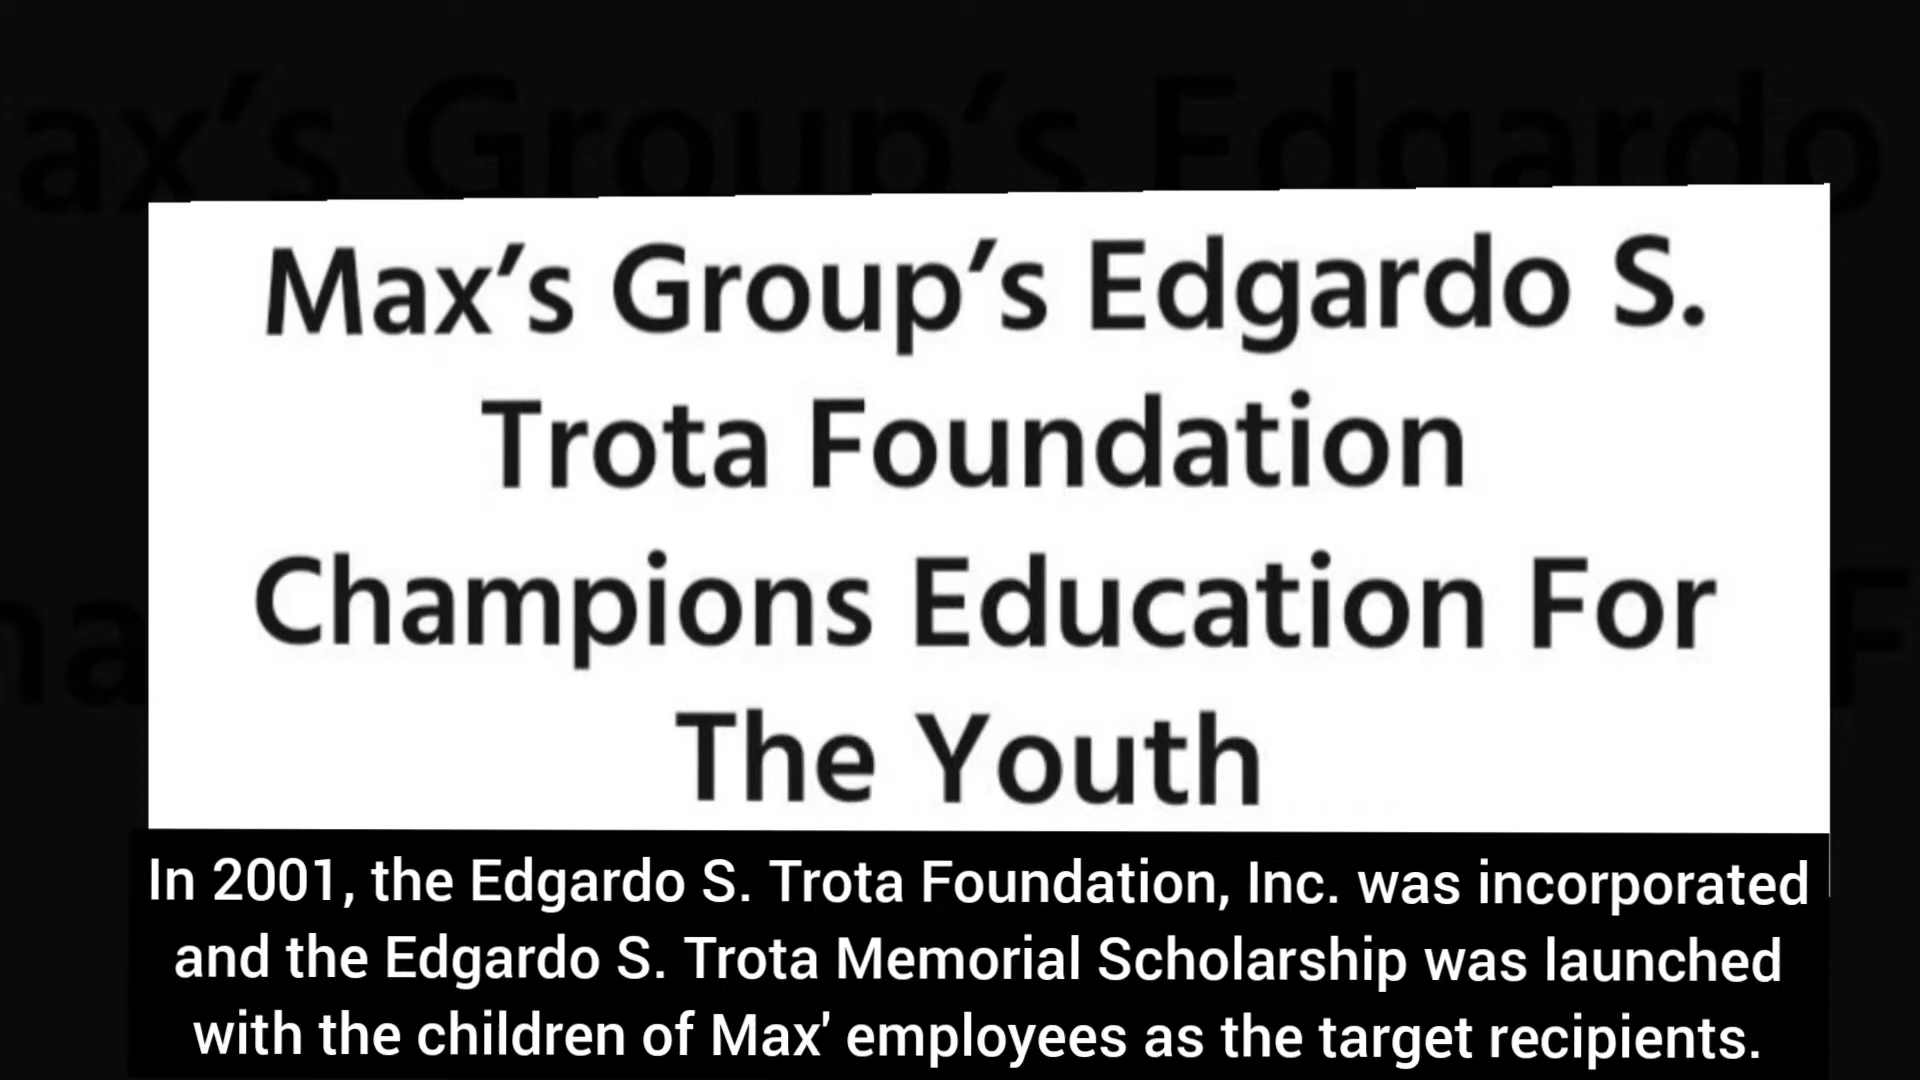 Max’s Group’s Edgardo S.
Trota Foundation
Champions Education For
The Youth
In 2001, the Edgardo S. Trota Foundation, Inc. was incorporated
and the Edgardo S. Trota Memorial Scholarship was launched
with the children of Max' employees as the target recipients.